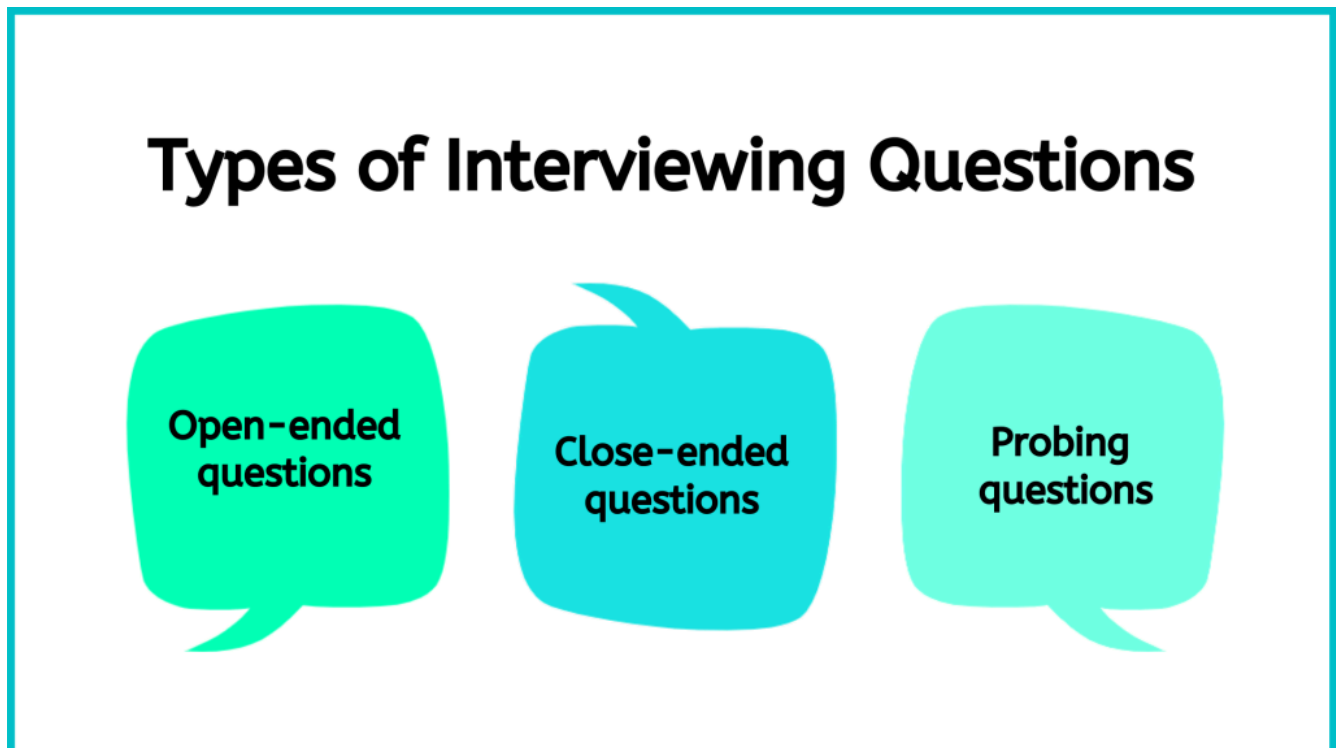 Types of Interviewing Questions
Open-ended
questions
Close-ended
questions
Probing
questions